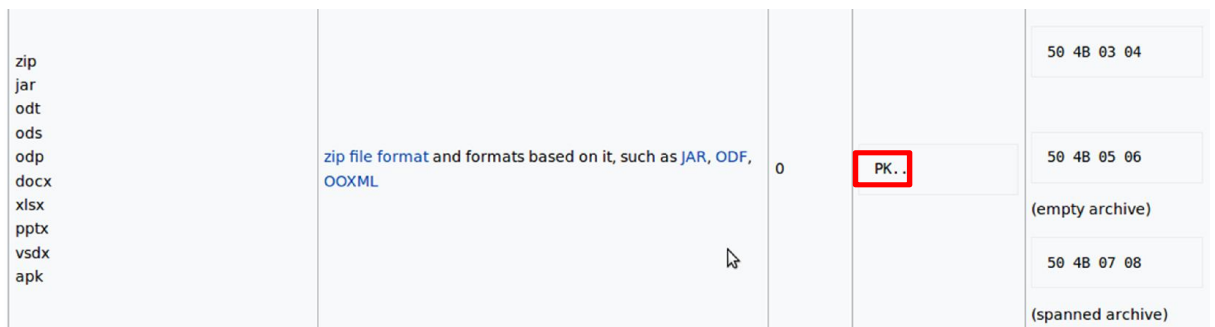 zip
jar
odt
ods
odp
docx
xlsx
pptx
vsdx
apk
zip file format and formats based on it, such as JAR, ODF,
OOXML
0
PK..
50 4B 03 04
50 4B 05 06
(empty archive)
50 4B 07 08
(spanned archive)